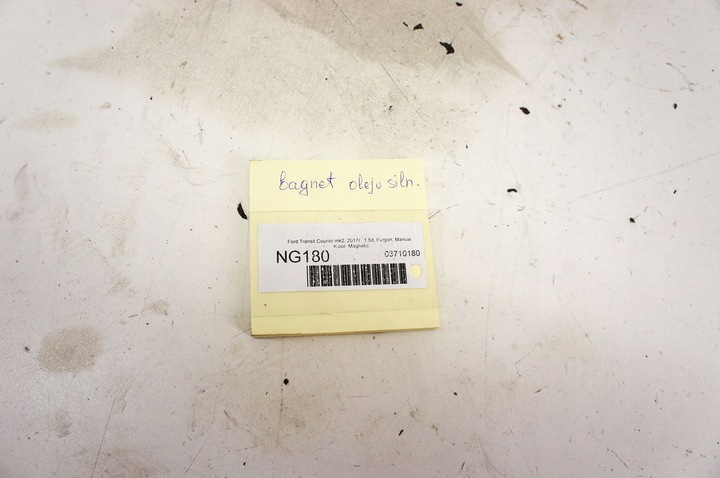 bagnet oleju siln.
Ford Transit Courier mk2, 2017r., 1.5d, Furgon, Manual,
Kolor: Magnetic
NG180
03710180